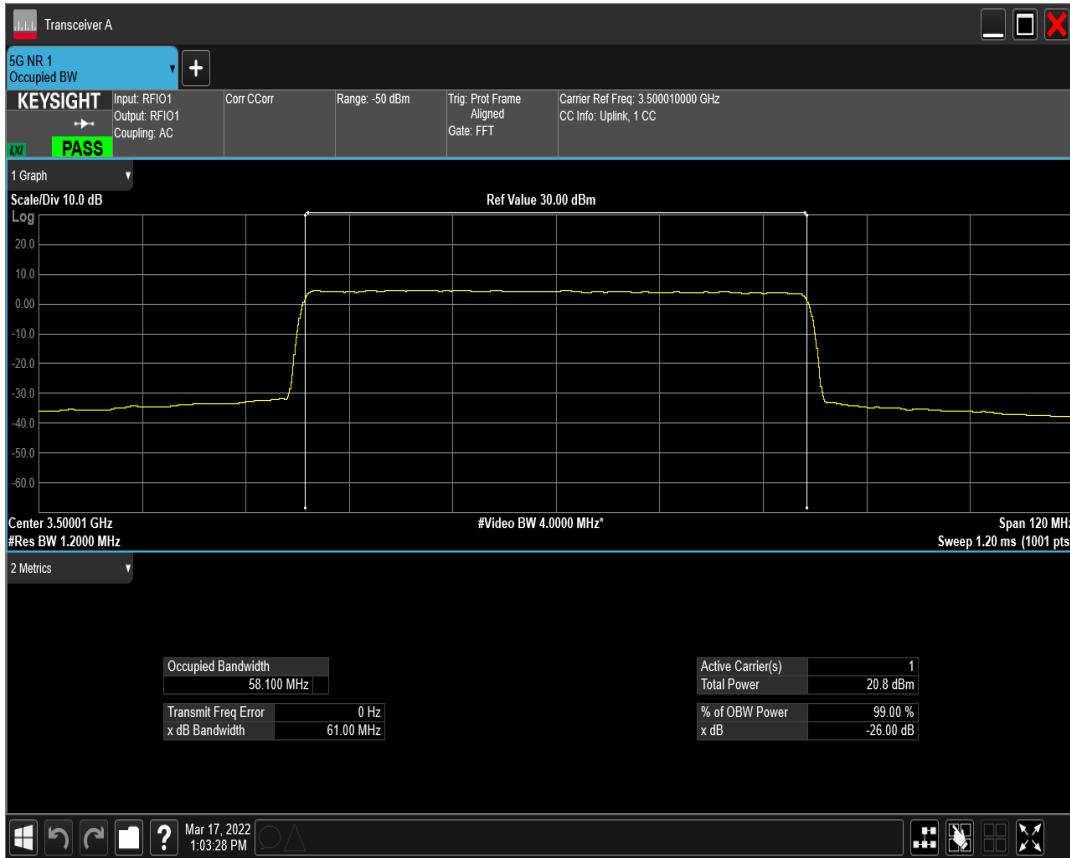 Transceiver A
5G NR 1
Occupied BW
+
KEYSIGHT
Input: RFIO1
Output: RFIO1
Coupling: AC
Corr CCorr
Range: -50 dBm
Trig: Prot Frame
Aligned
Gate: FFT
Carrier Ref Freq: 3.500010000 GHz
CC Info: Uplink, 1 CC
LXI
PASS
1 Graph
Scale/Div 10.0 dB
Ref Value 30.00 dBm
Log
20.0
10.0
0.00
-10.0
-20.0
-30.0
-40.0
-50.0
-60.0
Center 3.50001 GHz
#Video BW 4.0000 MHz*
Span 120 MHz
#Res BW 1.2000 MHz
Sweep 1.20 ms (1001 pts
2 Metrics
Occupied Bandwidth
58.100 MHz
Transmit Freq Error 0 Hz
x dB Bandwidth 61.00 MHz
Active Carrier(s) 1
Total Power 20.8 dBm
% of OBW Power 99.00 %
x dB -26.00 dB
?
Mar 17, 2022
1:03:28 PM